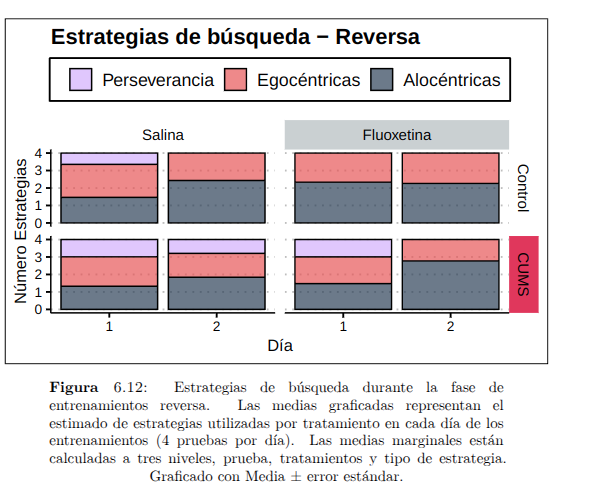 Estrategias de búsqueda − Reversa
Perseverancia Egocéntricas Alocéntricas
Salina Fluoxetina
Número Estrategias
4
3
2
1
0
Control
4
3
2
1
0
CUMS
1 2 1 2
Día
Figura 6.12: Estrategias de búsqueda durante la fase de
entrenamientos reversa. Las medias graficadas representan el
estimado de estrategias utilizadas por tratamiento en cada día de los
entrenamientos (4 pruebas por día). Las medias marginales están
calculadas a tres niveles, prueba, tratamientos y tipo de estrategia.
Graficado con Media ± error estándar.